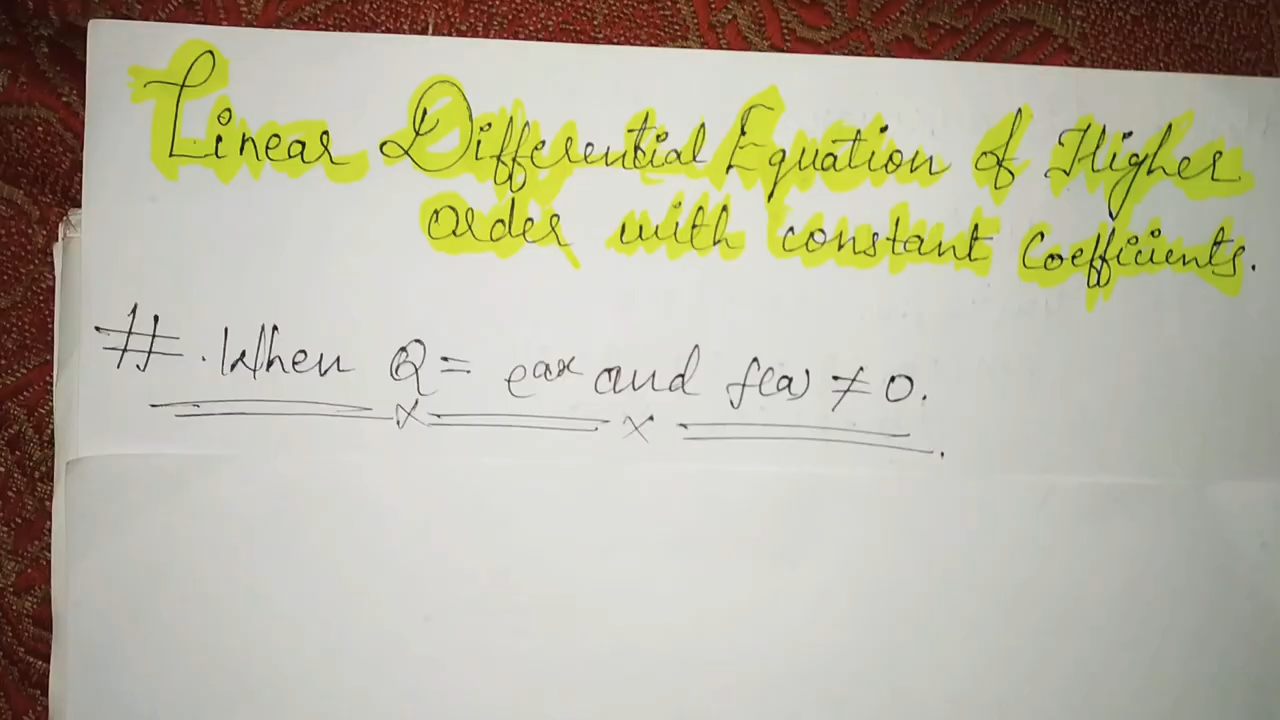 Linear Differential Equation of Higher
order with constant Coefficients.
#. When Q = e^ax and f(a) ≠ 0.